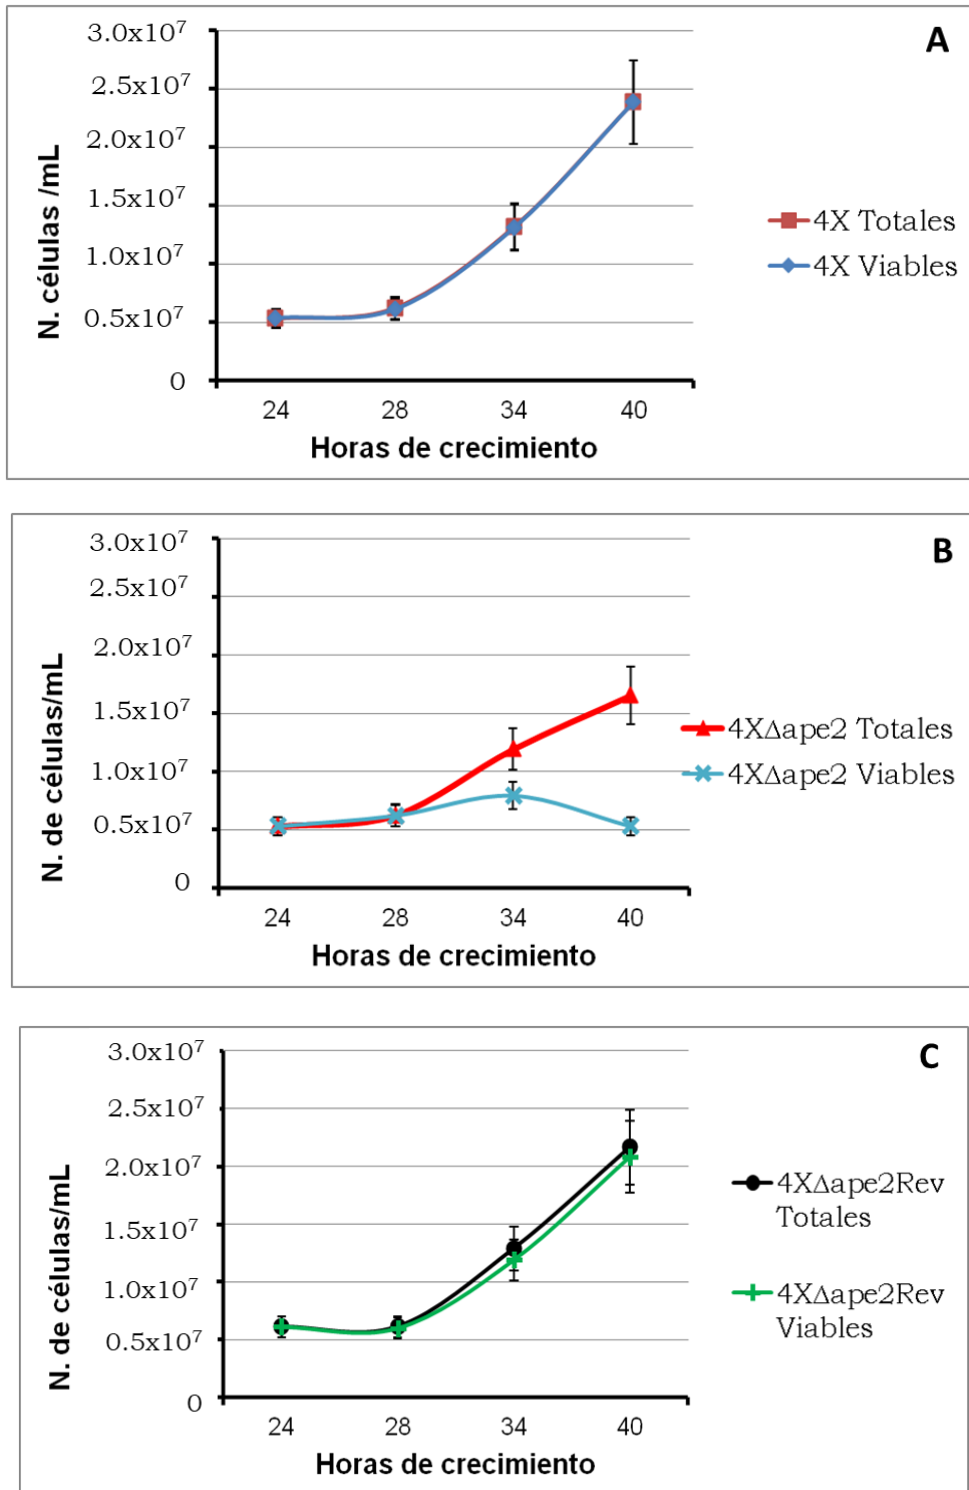 A
3.0x10⁷
2.5x10⁷
2.0x10⁷
1.5x10⁷
1.0x10⁷
0.5x10⁷
0
N. células /mL
24 28 34 40
Horas de crecimiento
4X Totales
4X Viables
B
3.0x10⁷
2.5x10⁷
2.0x10⁷
1.5x10⁷
1.0x10⁷
0.5x10⁷
0
N. de células/mL
24 28 34 40
Horas de crecimiento
4XΔape2 Totales
4XΔape2 Viables
C
3.0x10⁷
2.5x10⁷
2.0x10⁷
1.5x10⁷
1.0x10⁷
0.5x10⁷
0
N. de células/mL
24 28 34 40
Horas de crecimiento
4XΔape2Rev
Totales
4XΔape2Rev
Viables